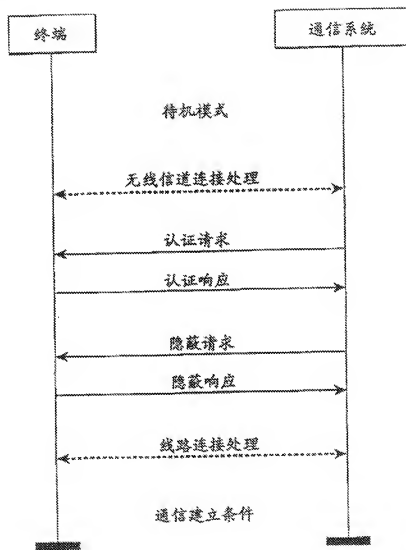 终端
通信系统
待机模式
无线信道连接处理
认证请求
认证响应
隐蔽请求
隐蔽响应
线路连接处理
通信建立条件